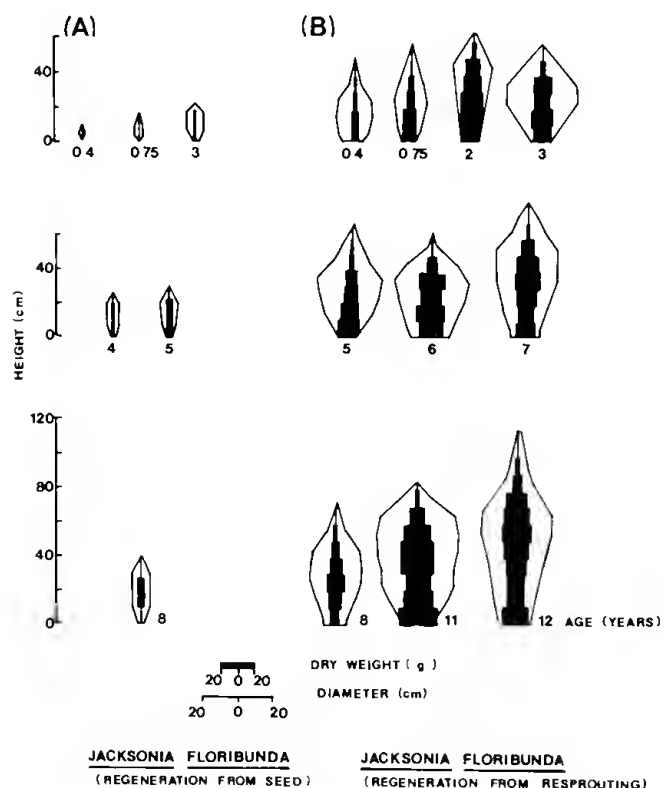 (A) (B)
40
0
0 4 0 75 3 0 4 0 75 2 3
40
0
4 5 5 6 7
HEIGHT (cm)
120
80
40
0
8 8 11 12 AGE (YEARS)
DRY WEIGHT (g)
20 0 20
DIAMETER (cm)
20 0 20
JACKSONIA FLORIBUNDA JACKSONIA FLORIBUNDA
(REGENERATION FROM SEED) (REGENERATION FROM RESPROUTING)